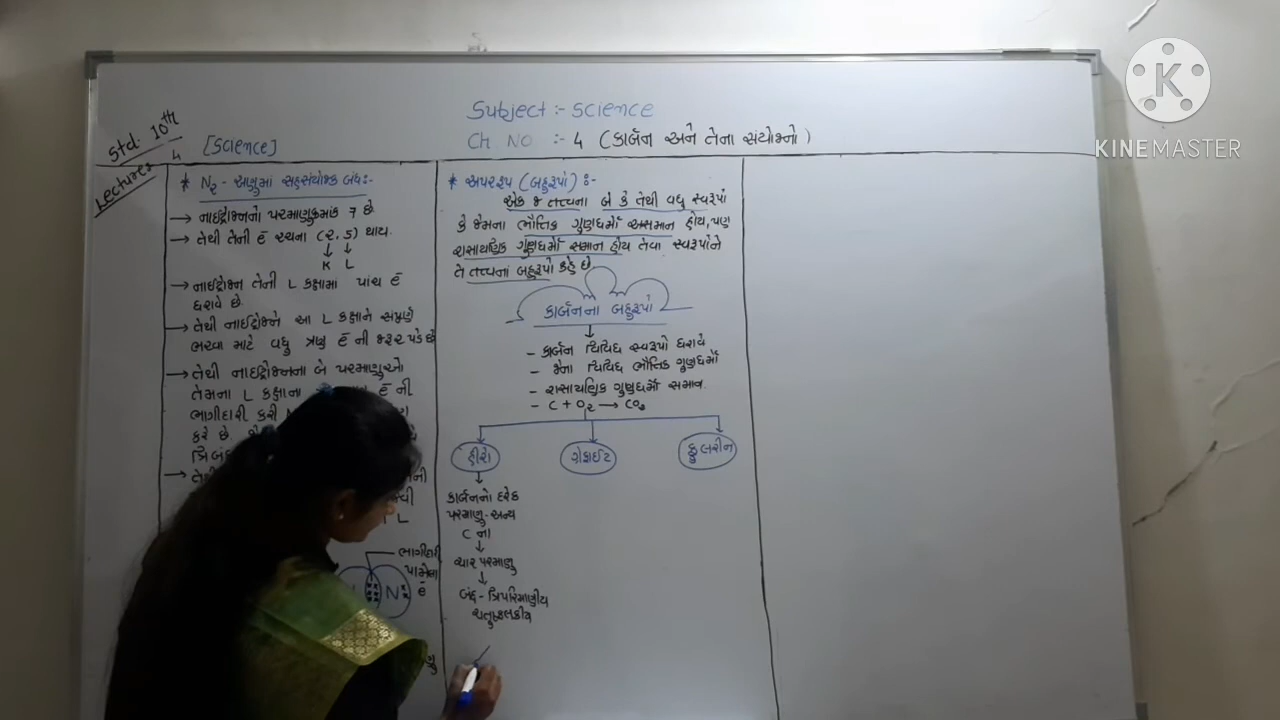 Subject :- Science
CH NO :- 4 (કાર્બન અને તેના સંયોજનો)
Std. 10th
Lectures 4
[Science]
* N₂ - અણુમાં સહસંયોજક બંધ:-
→ નાઈટ્રોજનનો પરમાણુક્રમાંક 7 છે
→ તેથી તેની ē રચના (2, 5) થાય.
↓ ↓
K L
→ નાઈટ્રોજન તેની L કક્ષામાં પાંચ ē
ધરાવે છે.
→ તેથી નાઈટ્રોજને આ L કક્ષાને સંપૂર્ણ
ભરવા માટે વધુ ત્રણ ē ની જરૂર પડે છે
→ તેથી નાઈટ્રોજનના બે પરમાણુઓ
તેમના L કક્ષાના ē ની
ભાગીદારી કરી
કરે છે.
ત્રિબંધ
L
ભાગીદારી
પામેલા
N ē
* અપરરૂપ (બહુરૂપો) :-
એક જ તત્ત્વના બે કે તેથી વધુ સ્વરૂપો
કે જેમના ભૌતિક ગુણધર્મો અસમાન હોય, પણ
રાસાયણિક ગુણધર્મો સમાન હોય તેવા સ્વરૂપોને
તે તત્ત્વનાં બહુરૂપો કહે છે.
કાર્બનના બહુરૂપો
- કાર્બન વિવિધ સ્વરૂપો ધરાવે
- જેના વિવિધ ભૌતિક ગુણધર્મો
- રાસાયણિક ગુણધર્મો સમાન.
- C + O₂ → CO₂
હીરો ગ્રેફાઈટ ફુલરીન
↓
કાર્બનનો દરેક
પરમાણુ - અન્ય
C ના
↓
ચાર પરમાણુ
↓
બંધ - ત્રિપરિમાણીય
ચતુષ્ફલકીય
KINEMASTER